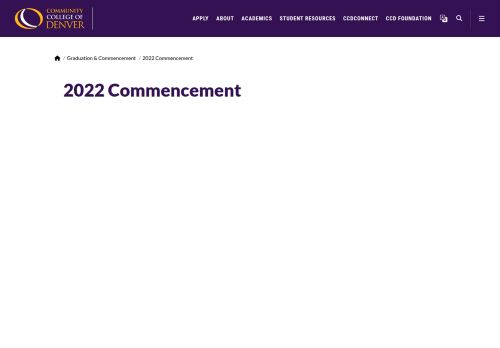 COMMUNITY
COLLEGE OF
DENVER
APPLY ABOUT ACADEMICS STUDENT RESOURCES CCDCONNECT CCD FOUNDATION
/ Graduation & Commencement / 2022 Commencement
2022 Commencement